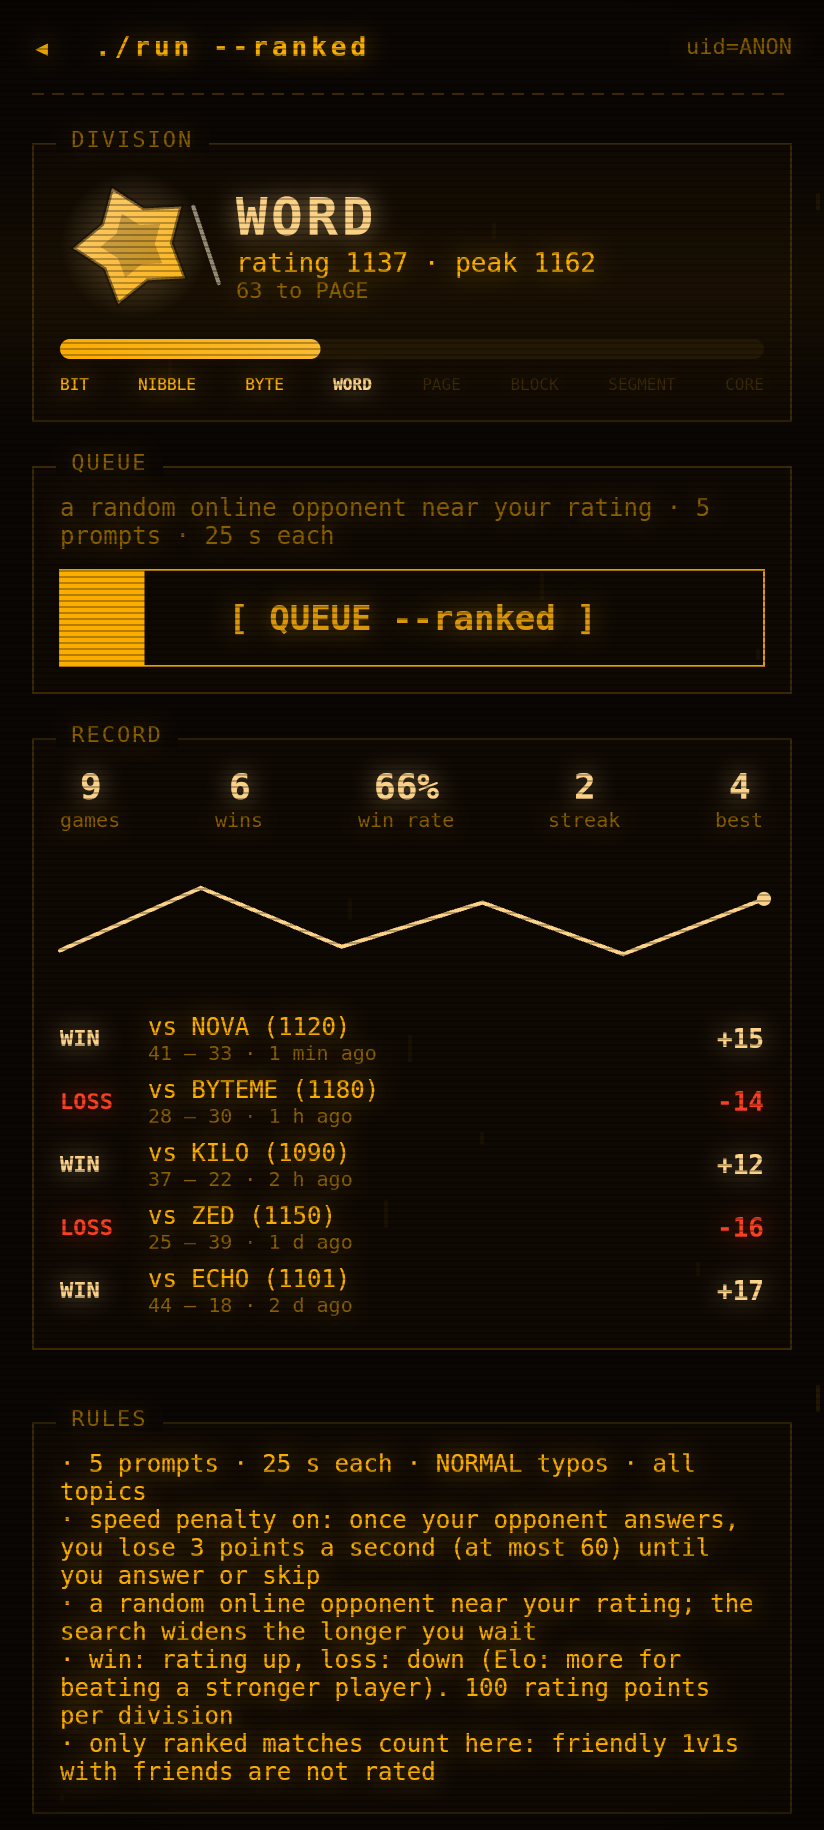 ◀ ./run --ranked uid=ANON
DIVISION
WORD
rating 1137 · peak 1162
63 to PAGE
BIT NIBBLE BYTE WORD PAGE BLOCK SEGMENT CORE
QUEUE
a random online opponent near your rating · 5
prompts · 25 s each
[ QUEUE --ranked ]
RECORD
9 6 66% 2 4
games wins win rate streak best
WIN vs NOVA (1120) +15
41 — 33 · 1 min ago
LOSS vs BYTEME (1180) -14
28 — 30 · 1 h ago
WIN vs KILO (1090) +12
37 — 22 · 2 h ago
LOSS vs ZED (1150) -16
25 — 39 · 1 d ago
WIN vs ECHO (1101) +17
44 — 18 · 2 d ago
RULES
· 5 prompts · 25 s each · NORMAL typos · all
topics
· speed penalty on: once your opponent answers,
you lose 3 points a second (at most 60) until
you answer or skip
· a random online opponent near your rating; the
search widens the longer you wait
· win: rating up, loss: down (Elo: more for
beating a stronger player). 100 rating points
per division
· only ranked matches count here: friendly 1v1s
with friends are not rated